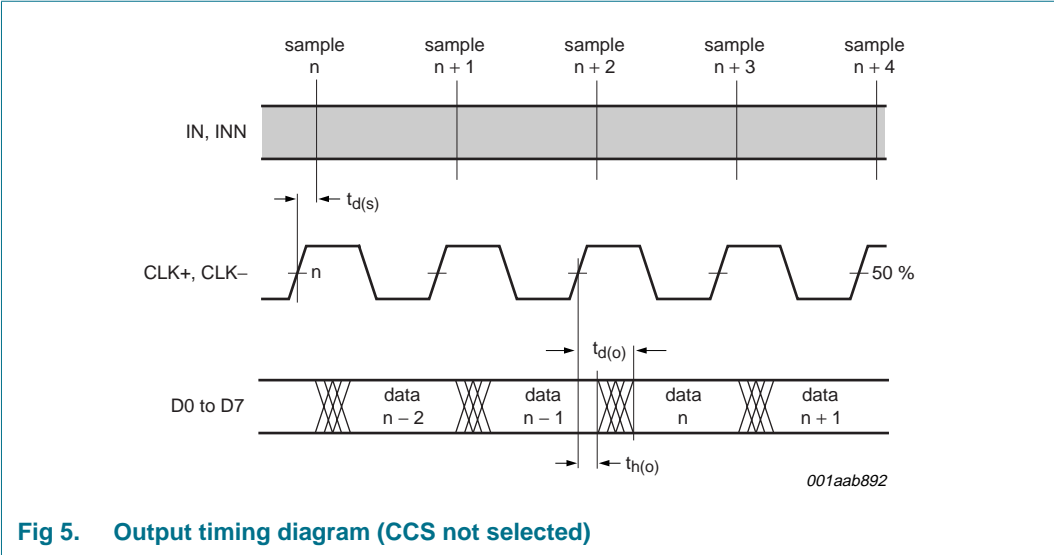 sample sample sample sample sample
n n + 1 n + 2 n + 3 n + 4
IN, INN
td(s)
CLK+, CLK− n 50 %
td(o)
D0 to D7 data data data data
n − 2 n − 1 n n + 1
th(o)
001aab892
Fig 5. Output timing diagram (CCS not selected)